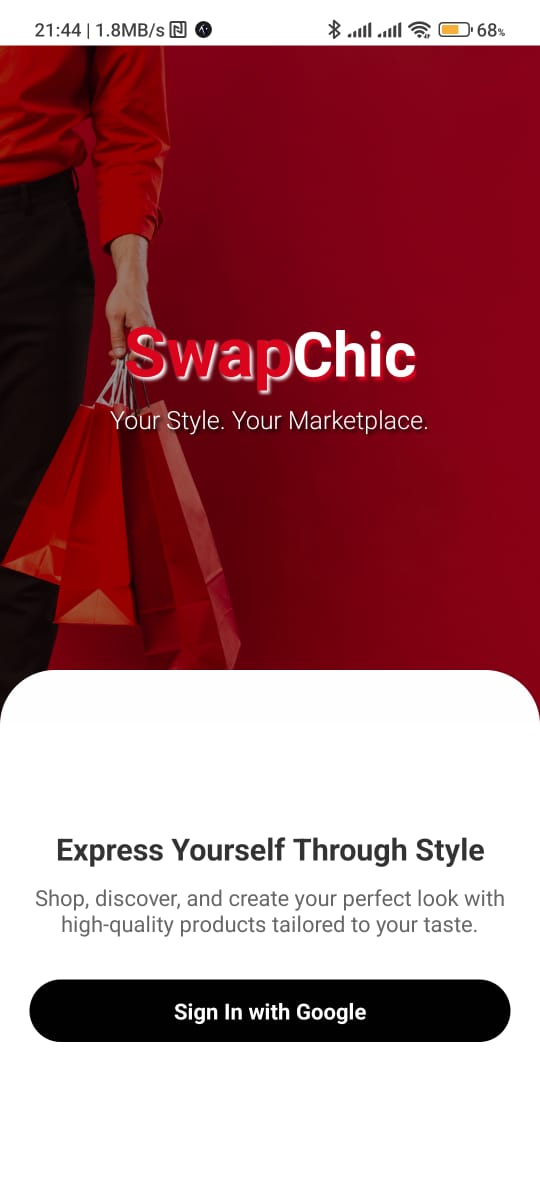 21:44 | 1.8MB/s
68%
SwapChic
Your Style. Your Marketplace.
Express Yourself Through Style
Shop, discover, and create your perfect look with
high-quality products tailored to your taste.
Sign In with Google